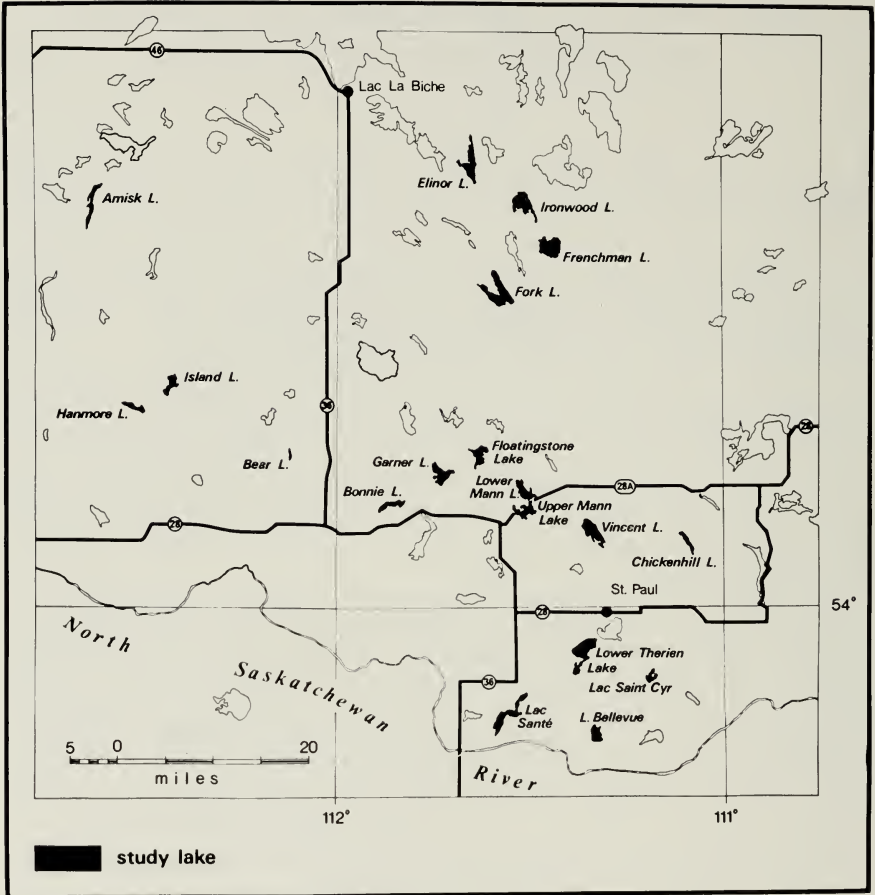 46
Lac La Biche
Elinor L.
Amisk L.
Ironwood L.
Frenchman L.
Fork L.
Island L.
Hanmore L.
36
28
Bear L.
Garner L.
Floatingstone
Lake
Lower
Mann L.
28A
Bonnie L.
Upper Mann
Lake
28
Vincent L.
Chickenhill L.
St. Paul
54°
28
North
Saskatchewan
River
Lower Therien
Lake
Lac Saint Cyr
36
Lac
Santé
L. Bellevue
5 0 20
miles
112°
111°
study lake